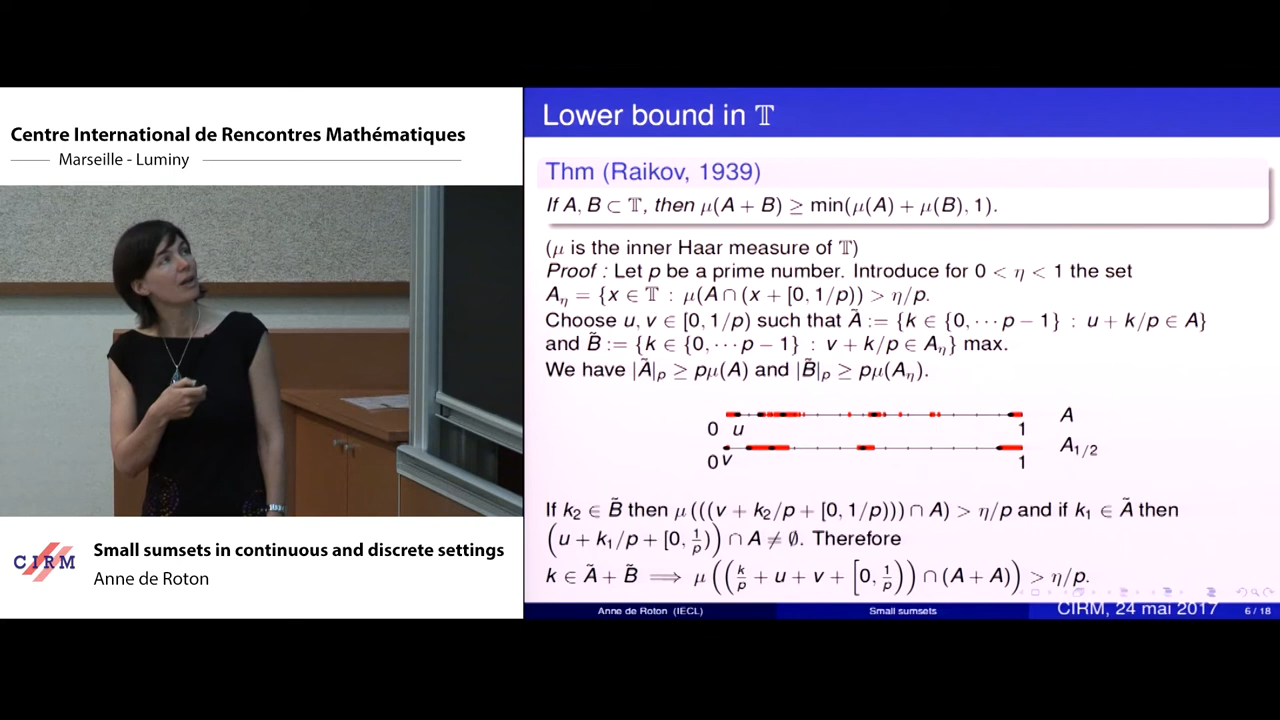 Centre International de Rencontres Mathématiques
Marseille - Luminy
CIRM
Small sumsets in continuous and discrete settings
Anne de Roton
Lower bound in 𝕋
Thm (Raikov, 1939)
If A, B ⊂ 𝕋, then μ(A + B) ≥ min(μ(A) + μ(B), 1).
(μ is the inner Haar measure of 𝕋)
Proof : Let p be a prime number. Introduce for 0 < η < 1 the set
A_η = {x ∈ 𝕋 : μ(A ∩ (x + [0, 1/p)) > η/p.
Choose u, v ∈ [0, 1/p) such that Ã := {k ∈ {0, ⋯ p − 1} : u + k/p ∈ A}
and B̃ := {k ∈ {0, ⋯ p − 1} : v + k/p ∈ A_η} max.
We have |Ã|_p ≥ pμ(A) and |B̃|_p ≥ pμ(A_η).
A
0 u 1
A_{1/2}
0 v 1
If k_2 ∈ B̃ then μ(((v + k_2/p + [0, 1/p))) ∩ A) > η/p and if k_1 ∈ Ã then
(u + k_1/p + [0, 1/p)) ∩ A ≠ ∅. Therefore
k ∈ Ã + B̃ ⟹ μ((k/p + u + v + [0, 1/p)) ∩ (A + A)) > η/p.
Anne de Roton (IECL) Small sumsets CIRM, 24 mai 2017 6 / 18